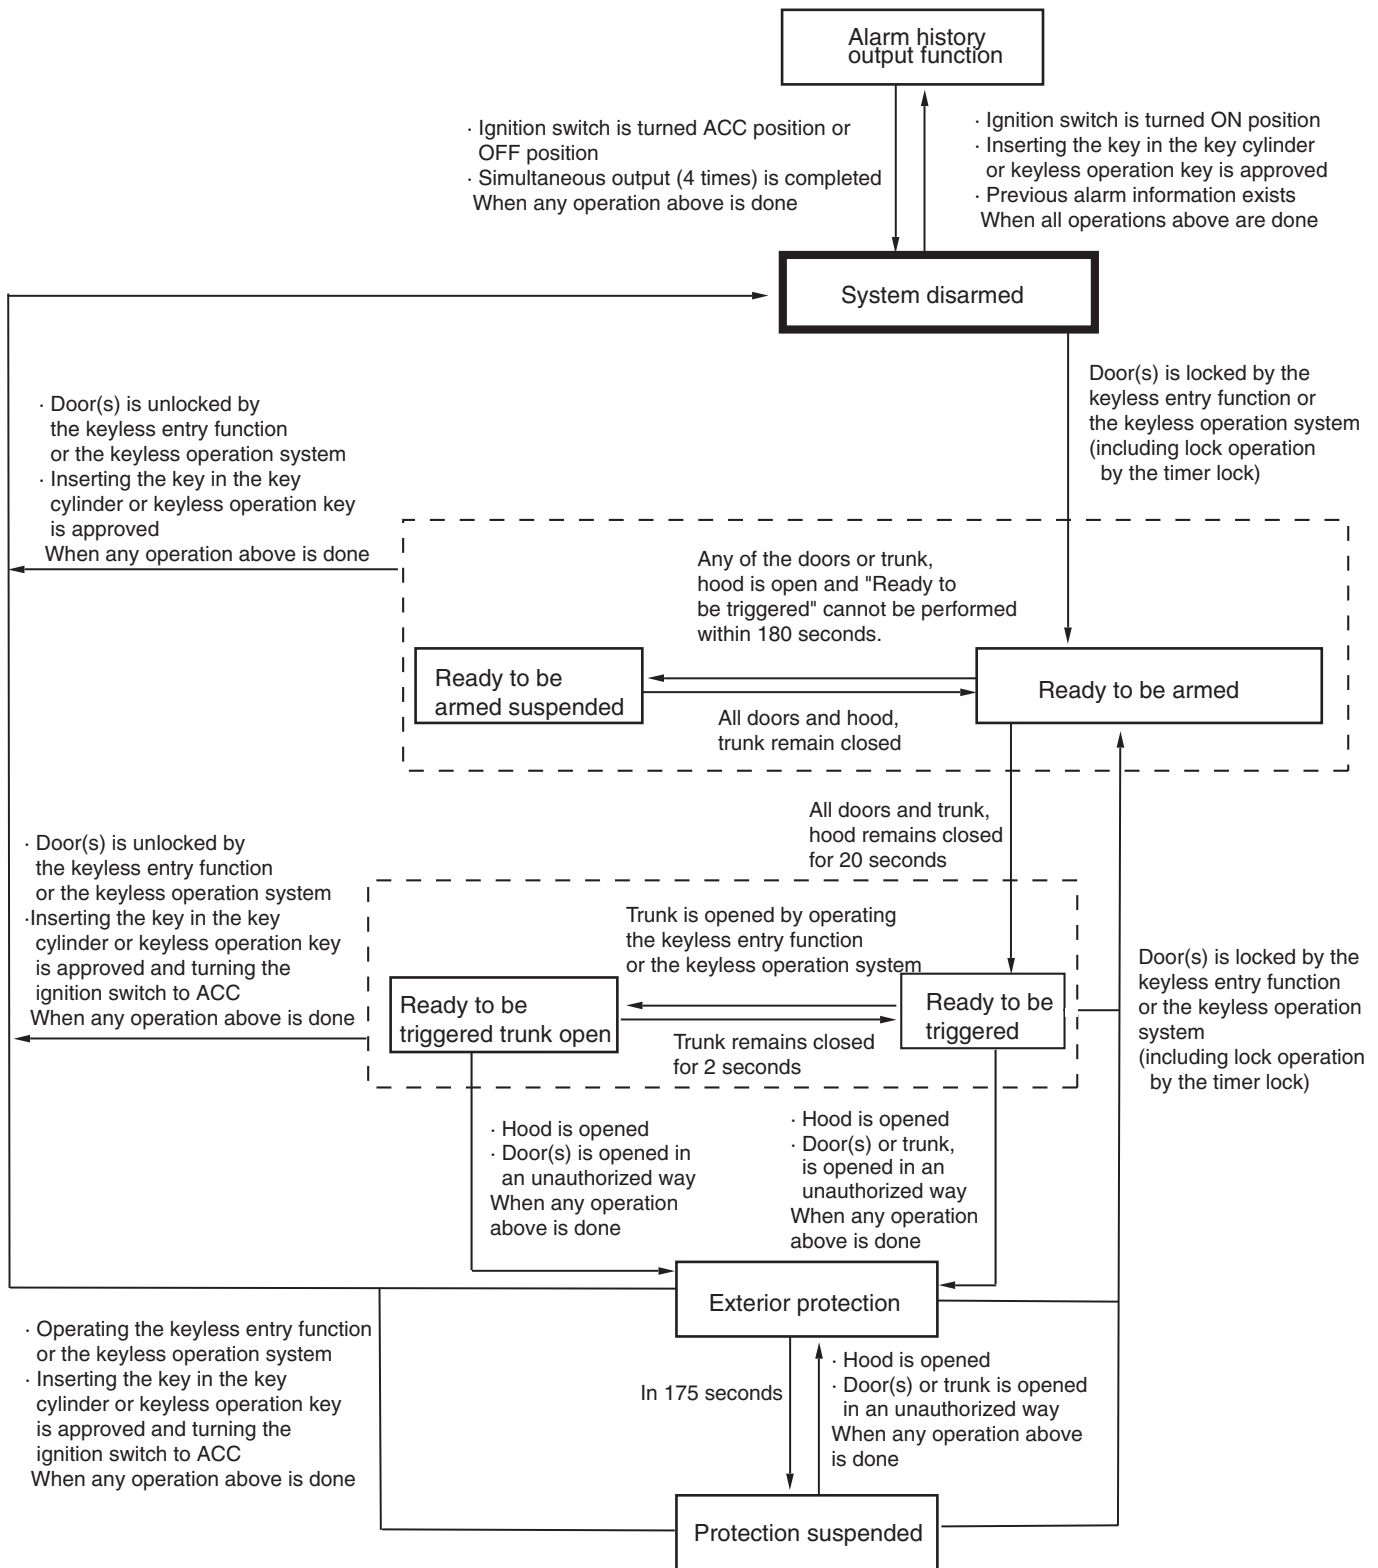 Alarm history
output function
· Ignition switch is turned ACC position or
OFF position
· Simultaneous output (4 times) is completed
When any operation above is done
· Ignition switch is turned ON position
· Inserting the key in the key cylinder
or keyless operation key is approved
· Previous alarm information exists
When all operations above are done
System disarmed
Door(s) is locked by the
keyless entry function or
the keyless operation system
(including lock operation
by the timer lock)
· Door(s) is unlocked by
the keyless entry function
or the keyless operation system
· Inserting the key in the key
cylinder or keyless operation key
is approved
When any operation above is done
Any of the doors or trunk,
hood is open and "Ready to
be triggered" cannot be performed
within 180 seconds.
Ready to be
armed suspended
Ready to be armed
All doors and hood,
trunk remain closed
All doors and trunk,
hood remains closed
for 20 seconds
· Door(s) is unlocked by
the keyless entry function
or the keyless operation system
·Inserting the key in the key
cylinder or keyless operation key
is approved and turning the
ignition switch to ACC
When any operation above is done
Trunk is opened by operating
the keyless entry function
or the keyless operation system
Ready to be
triggered trunk open
Ready to be
triggered
Trunk remains closed
for 2 seconds
Door(s) is locked by the
keyless entry function
or the keyless operation
system
(including lock operation
by the timer lock)
· Hood is opened
· Door(s) is opened in
an unauthorized way
When any operation
above is done
· Hood is opened
· Door(s) or trunk,
is opened in an
unauthorized way
When any operation
above is done
Exterior protection
· Operating the keyless entry function
or the keyless operation system
· Inserting the key in the key
cylinder or keyless operation key
is approved and turning the
ignition switch to ACC
When any operation above is done
In 175 seconds
· Hood is opened
· Door(s) or trunk is opened
in an unauthorized way
When any operation above
is done
Protection suspended